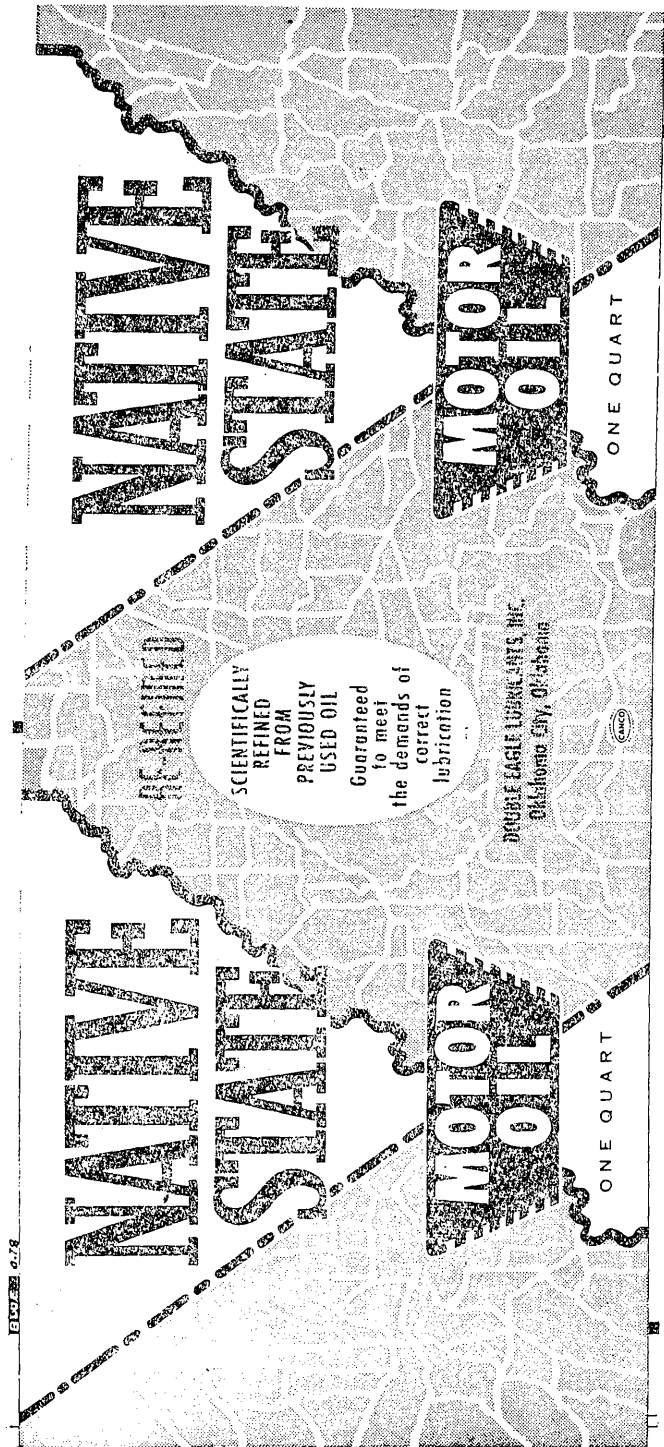 NATIVE
STATE
MOTOR
OIL
ONE QUART
RE-REFINED
SCIENTIFICALLY
REFINED
FROM
PREVIOUSLY
USED OIL
Guaranteed
to meet
the demands of
correct
lubrication
DOUBLE EAGLE LUBRICANTS, INC.
Oklahoma City, Oklahoma
CANCO
NATIVE
STATE
MOTOR
OIL
ONE QUART